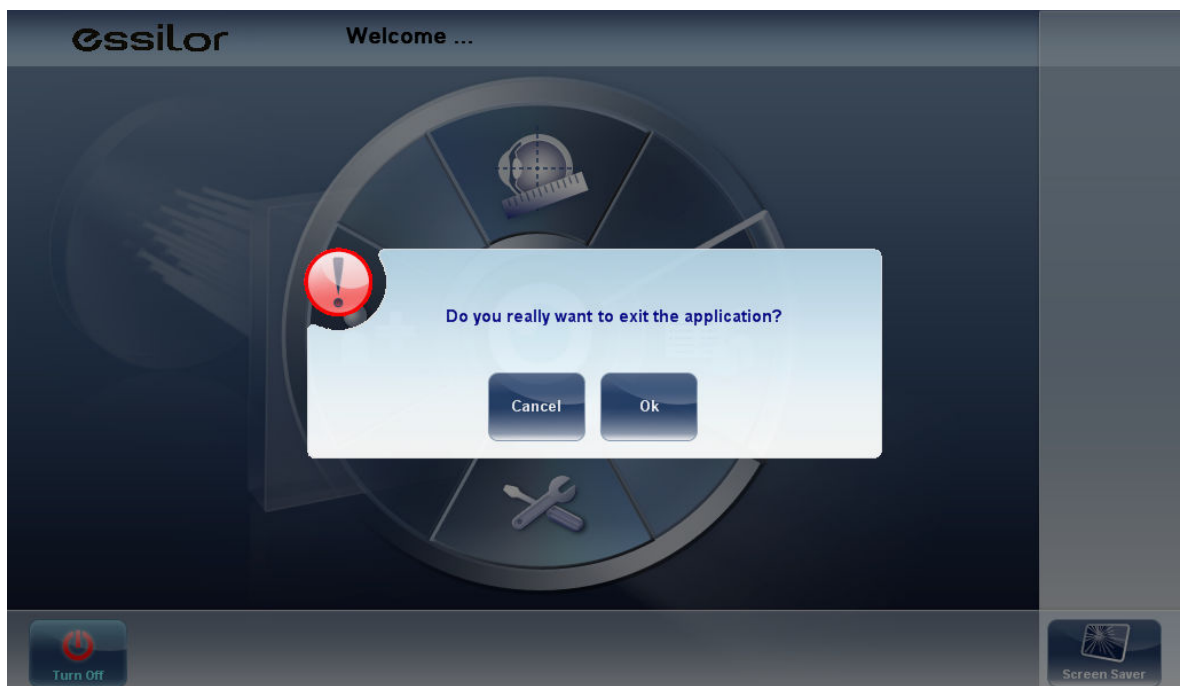 essilor
Welcome ...
Do you really want to exit the application?
Cancel
Ok
Turn Off
Screen Saver